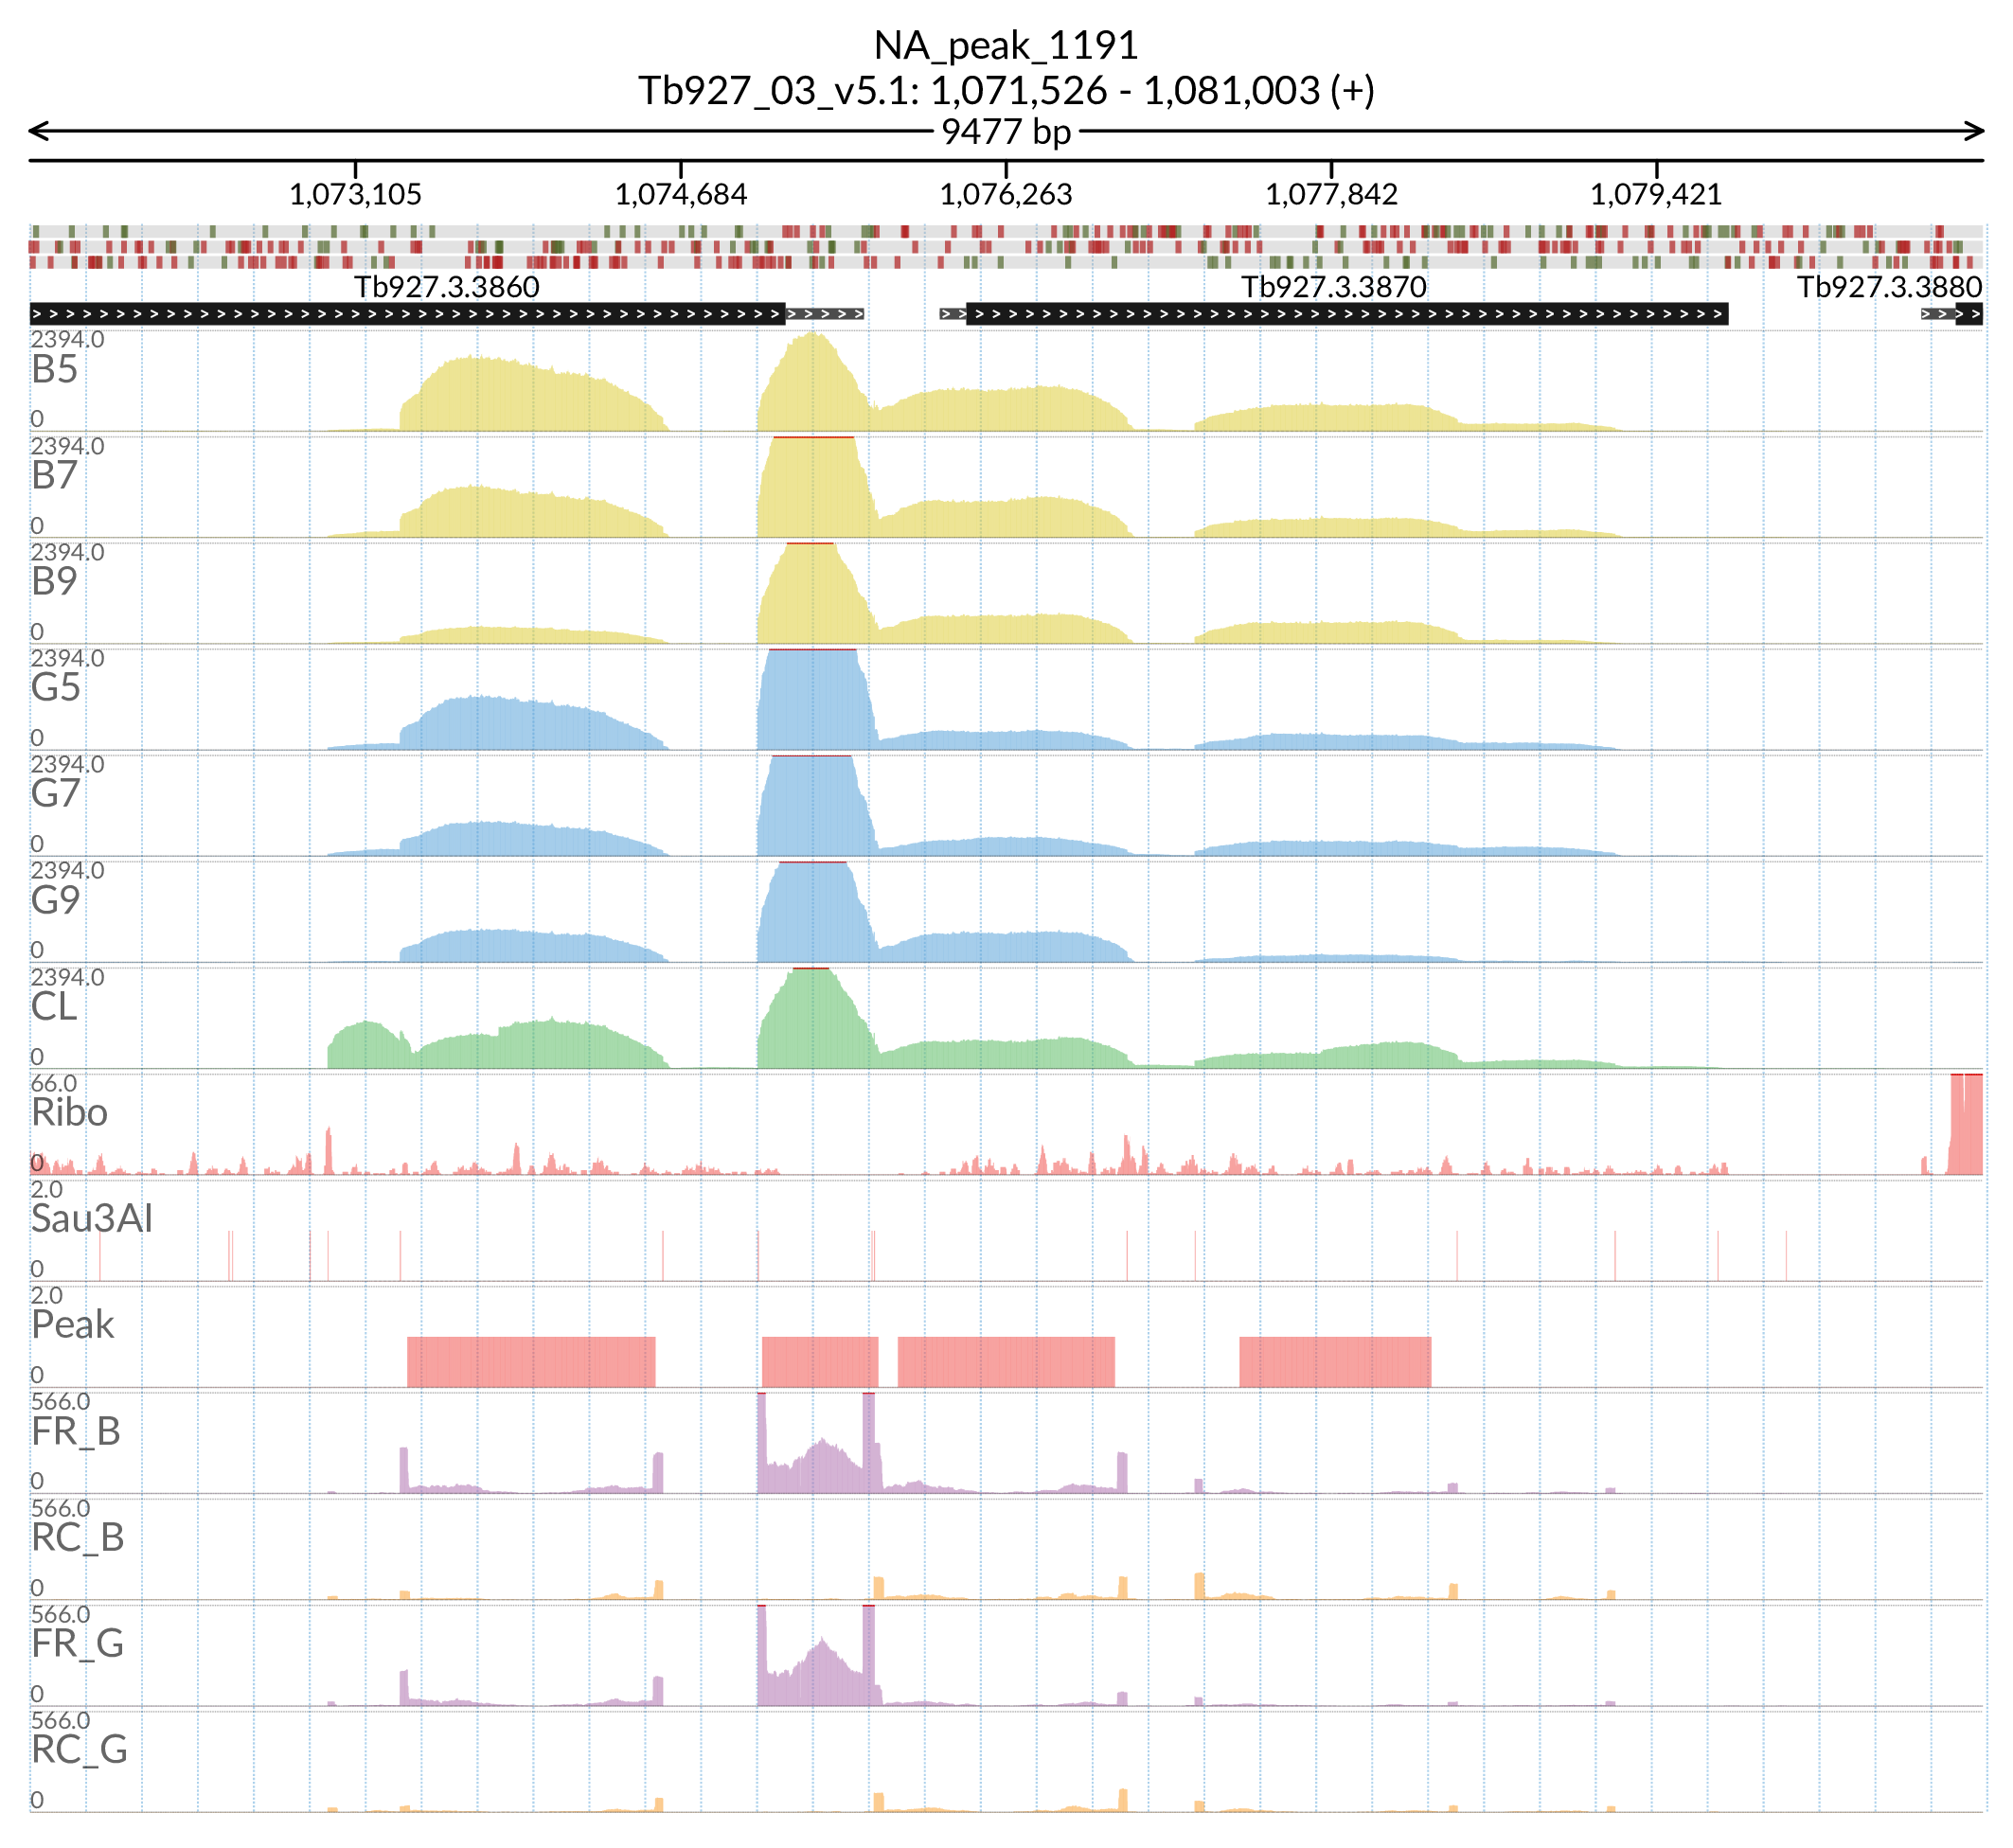 NA_peak_1191
Tb927_03_v5.1: 1,071,526 - 1,081,003 (+)
9477 bp
1,073,105 1,074,684 1,076,263 1,077,842 1,079,421
Tb927.3.3860 Tb927.3.3870 Tb927.3.3880
2394.0
B5
0
2394.0
B7
0
2394.0
B9
0
2394.0
G5
0
2394.0
G7
0
2394.0
G9
0
2394.0
CL
0
66.0
Ribo
0
2.0
Sau3AI
0
2.0
Peak
0
566.0
FR_B
0
566.0
RC_B
0
566.0
FR_G
0
566.0
RC_G
0